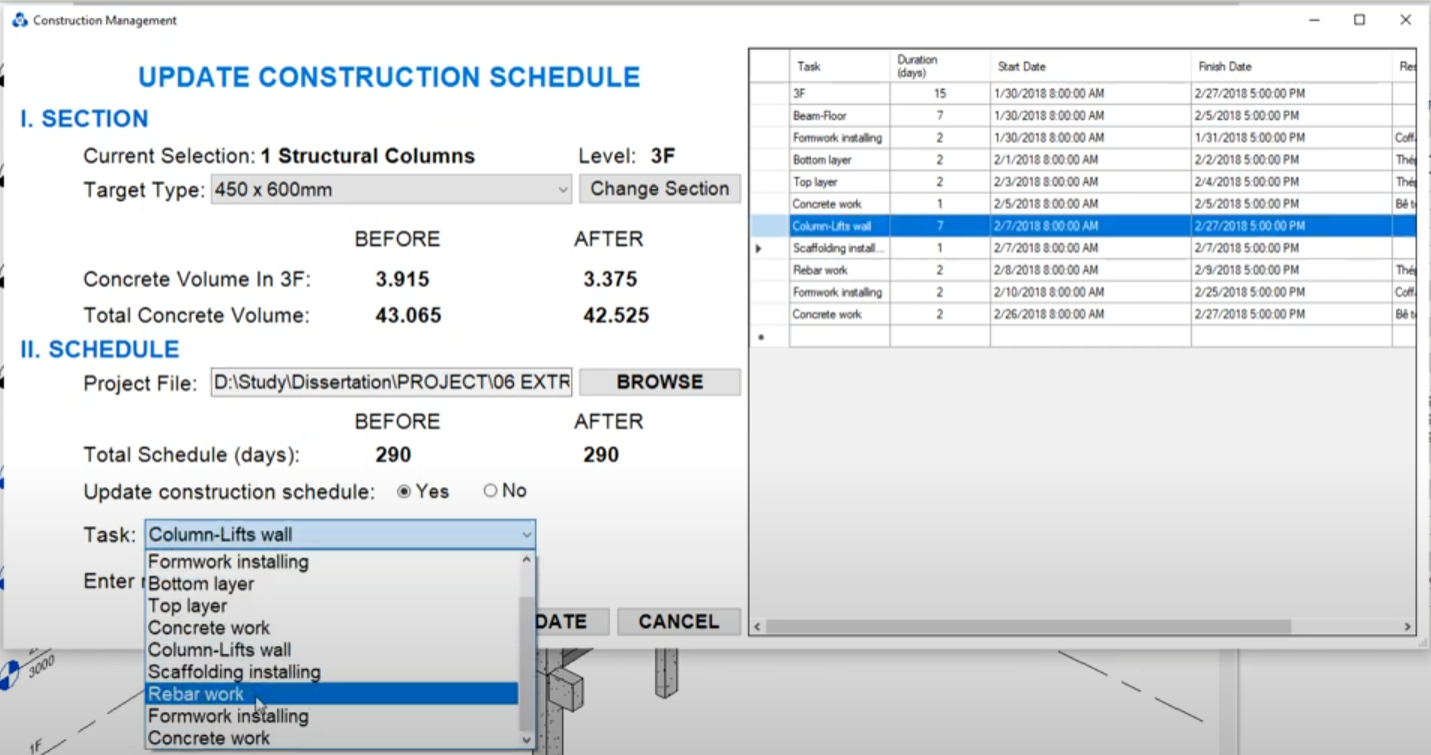 Construction Management
UPDATE CONSTRUCTION SCHEDULE
I. SECTION
Current Selection: 1 Structural Columns Level: 3F
Target Type: 450 x 600mm Change Section
BEFORE AFTER
Concrete Volume In 3F: 3.915 3.375
Total Concrete Volume: 43.065 42.525
II. SCHEDULE
Project File: D:\Study\Dissertation\PROJECT\06 EXTR BROWSE
BEFORE AFTER
Total Schedule (days): 290 290
Update construction schedule: Yes No
Task: Column-Lifts wall
Formwork installing
Enter
Bottom layer
Top layer
Concrete work
Column-Lifts wall
Scaffolding installing
Rebar work
Formwork installing
Concrete work
DATE CANCEL
Task Duration (days) Start Date Finish Date Res
3F 15 1/30/2018 8:00:00 AM 2/27/2018 5:00:00 PM
Beam-Floor 7 1/30/2018 8:00:00 AM 2/5/2018 5:00:00 PM
Formwork installing 2 1/30/2018 8:00:00 AM 1/31/2018 5:00:00 PM Coff
Bottom layer 2 2/1/2018 8:00:00 AM 2/2/2018 5:00:00 PM Thép
Top layer 2 2/3/2018 8:00:00 AM 2/4/2018 5:00:00 PM Thép
Concrete work 1 2/5/2018 8:00:00 AM 2/5/2018 5:00:00 PM Bê t
Column-Lifts wall 7 2/7/2018 8:00:00 AM 2/27/2018 5:00:00 PM
Scaffolding install... 1 2/7/2018 8:00:00 AM 2/7/2018 5:00:00 PM
Rebar work 2 2/8/2018 8:00:00 AM 2/9/2018 5:00:00 PM Thép
Formwork installing 2 2/10/2018 8:00:00 AM 2/25/2018 5:00:00 PM Coff
Concrete work 2 2/26/2018 8:00:00 AM 2/27/2018 5:00:00 PM Bê t
3000
1F